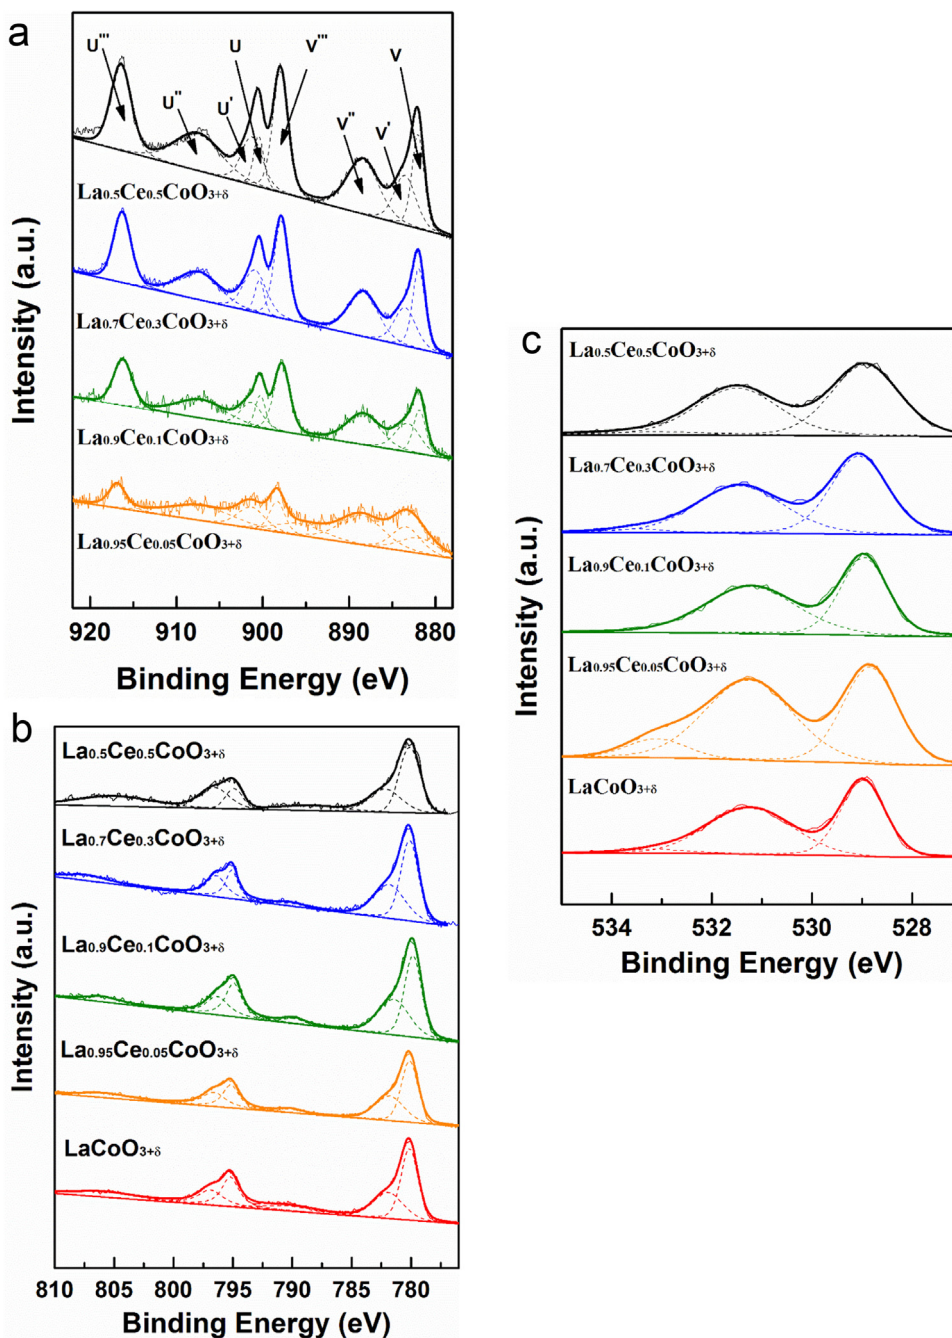 a
U'''
U''
U'
U
V'''
V''
V'
V
La0.5Ce0.5CoO3+δ
La0.7Ce0.3CoO3+δ
La0.9Ce0.1CoO3+δ
La0.95Ce0.05CoO3+δ
Intensity (a.u.)
920 910 900 890 880
Binding Energy (eV)
b
La0.5Ce0.5CoO3+δ
La0.7Ce0.3CoO3+δ
La0.9Ce0.1CoO3+δ
La0.95Ce0.05CoO3+δ
LaCoO3+δ
Intensity (a.u.)
810 805 800 795 790 785 780
Binding Energy (eV)
c
La0.5Ce0.5CoO3+δ
La0.7Ce0.3CoO3+δ
La0.9Ce0.1CoO3+δ
La0.95Ce0.05CoO3+δ
LaCoO3+δ
Intensity (a.u.)
534 532 530 528
Binding Energy (eV)